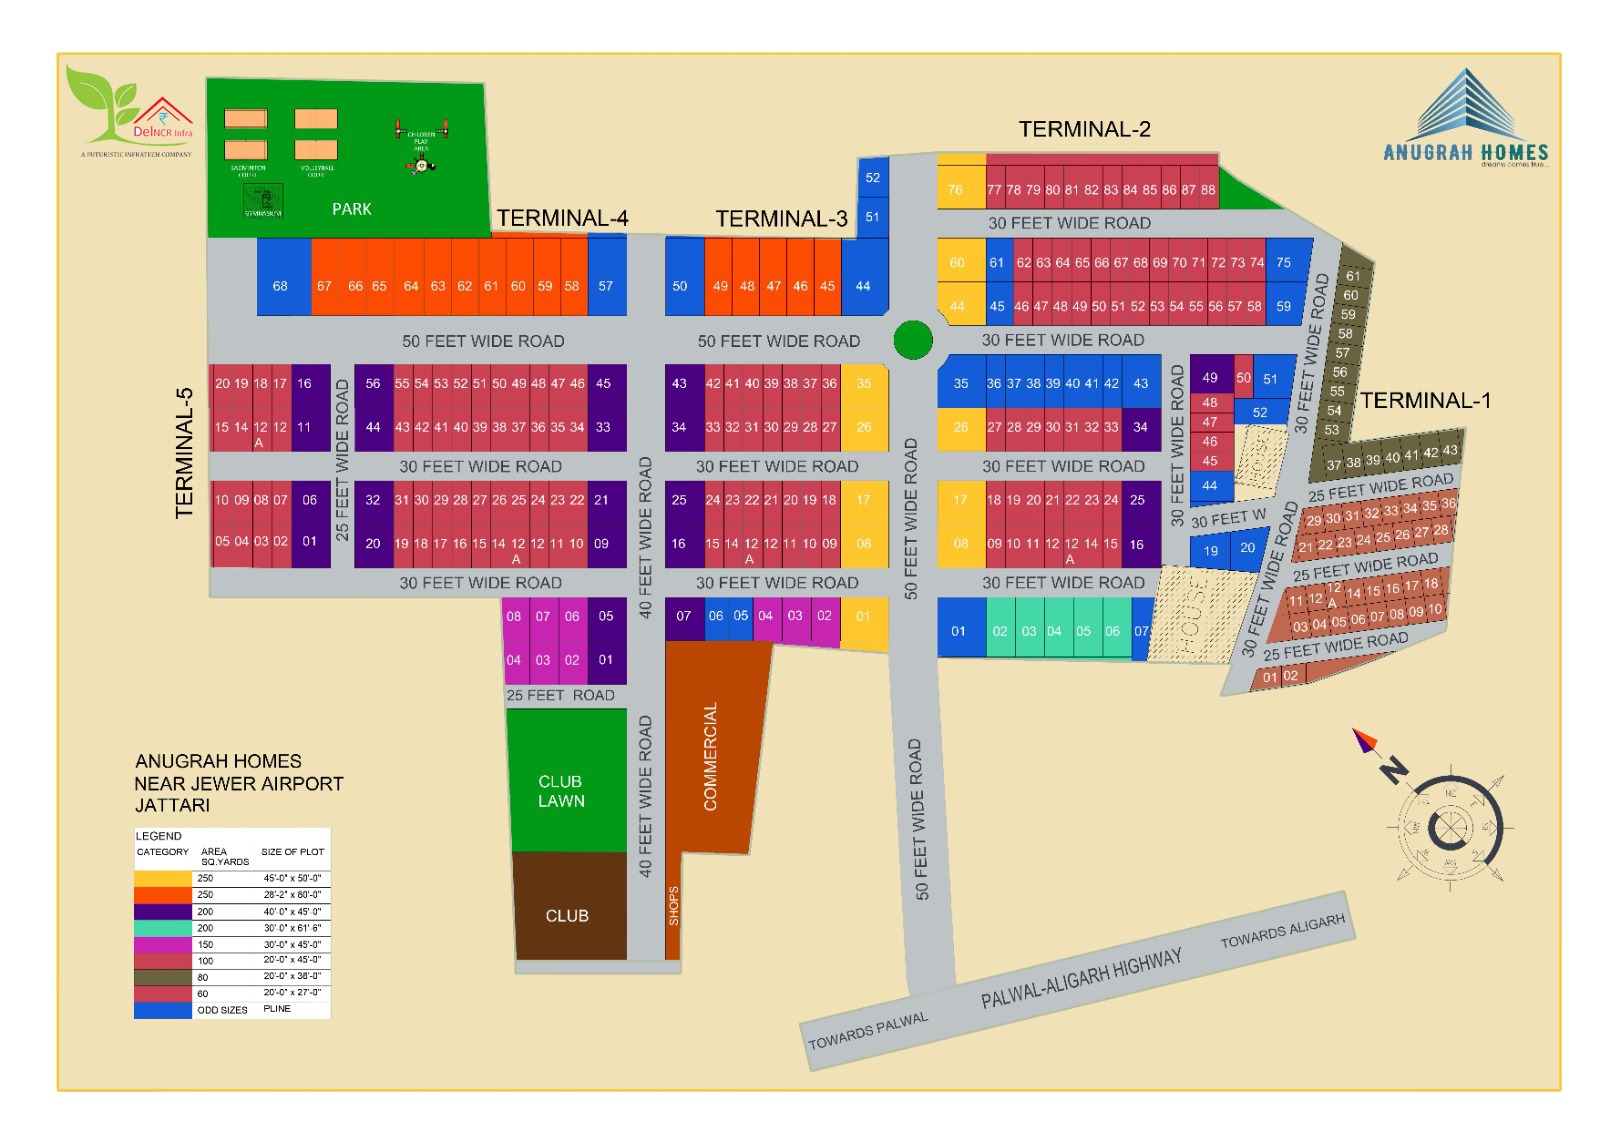 DelNCR Infra
A FUTURISTIC INFRATECH COMPANY
ANUGRAH HOMES
dreams comes true...
BADMINTON
COURT
VOLLEYBALL
COURT
CHILDREN
PLAY
AREA
GYMNASIUM
PARK
TERMINAL-4
TERMINAL-3
TERMINAL-2
TERMINAL-1
TERMINAL-5
52
51
76 77 78 79 80 81 82 83 84 85 86 87 88
30 FEET WIDE ROAD
68 67 66 65 64 63 62 61 60 59 58 57
50 49 48 47 46 45 44
60 61 62 63 64 65 66 67 68 69 70 71 72 73 74 75
44 45 46 47 48 49 50 51 52 53 54 55 56 57 58 59
50 FEET WIDE ROAD
50 FEET WIDE ROAD
30 FEET WIDE ROAD
61
60
59
58
57
56
55
54
53
30 FEET WIDE ROAD
20 19 18 17 16
56 55 54 53 52 51 50 49 48 47 46 45
43 42 41 40 39 38 37 36 35
35 36 37 38 39 40 41 42 43
15 14 12 12 11
A
44 43 42 41 40 39 38 37 36 35 34 33
34 33 32 31 30 29 28 27 26
26 27 28 29 30 31 32 33 34
49 50 51
48 52
47
46
45
44
HOUSE
25 FEET WIDE ROAD
30 FEET WIDE ROAD
30 FEET WIDE ROAD
30 FEET WIDE ROAD
30 FEET WIDE ROAD
40 FEET WIDE ROAD
50 FEET WIDE ROAD
37 38 39 40 41 42 43
25 FEET WIDE ROAD
10 09 08 07 06
32 31 30 29 28 27 26 25 24 23 22 21
25 24 23 22 21 20 19 18 17
17 18 19 20 21 22 23 24 25
05 04 03 02 01
20 19 18 17 16 15 14 12 12 11 10 09
A
16 15 14 12 12 11 10 09 08
A
08 09 10 11 12 12 14 15 16
A
30 FEET W
19 20
29 30 31 32 33 34 35 36
21 22 23 24 25 26 27 28
25 FEET WIDE ROAD
30 FEET WIDE ROAD
11 12 12 14 15 16 17 18
A
03 04 05 06 07 08 09 10
25 FEET WIDE ROAD
01 02
30 FEET WIDE ROAD
30 FEET WIDE ROAD
30 FEET WIDE ROAD
08 07 06 05
04 03 02 01
07 06 05 04 03 02 01
01 02 03 04 05 06 07
HOUSE
25 FEET ROAD
CLUB
LAWN
CLUB
40 FEET WIDE ROAD
COMMERCIAL
SHOPS
50 FEET WIDE ROAD
N
TOWARDS PALWAL
PALWAL-ALIGARH HIGHWAY
TOWARDS ALIGARH
ANUGRAH HOMES
NEAR JEWER AIRPORT
JATTARI
LEGEND
CATEGORY AREA SQ.YARDS SIZE OF PLOT
250 45'-0" x 50'-0"
250 28'-2" x 80'-0"
200 40'-0" x 45'-0"
200 30'-0" x 61'-6"
150 30'-0" x 45'-0"
100 20'-0" x 45'-0"
80 20'-0" x 38'-0"
60 20'-0" x 27'-0"
ODD SIZES PLINE